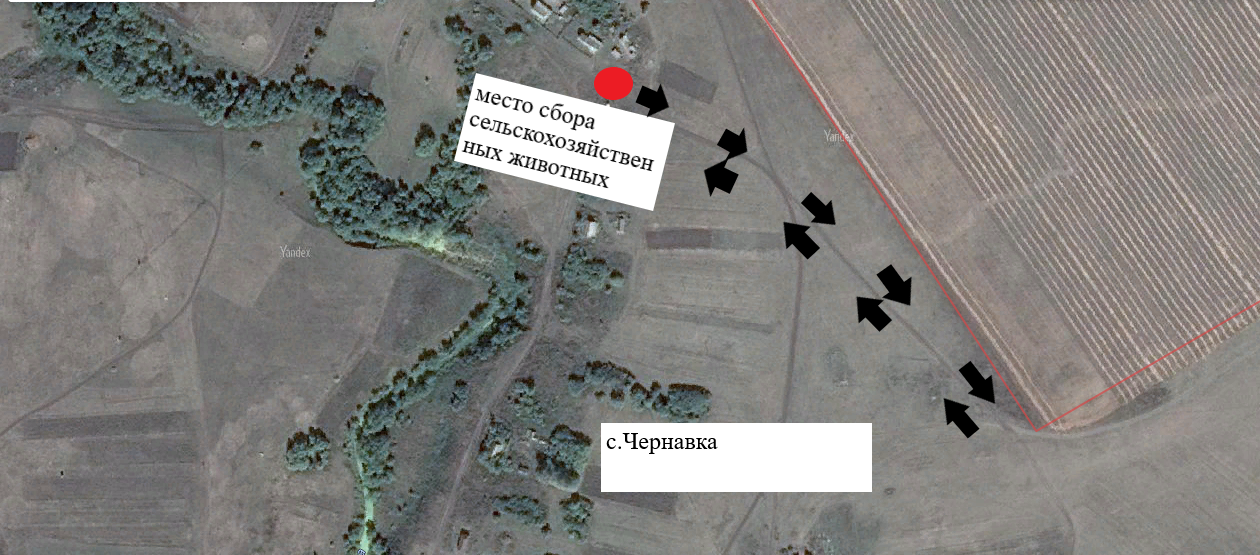 место сбора
сельскохозяйствен
ных животных
Yandex
Yandex
с.Чернавка